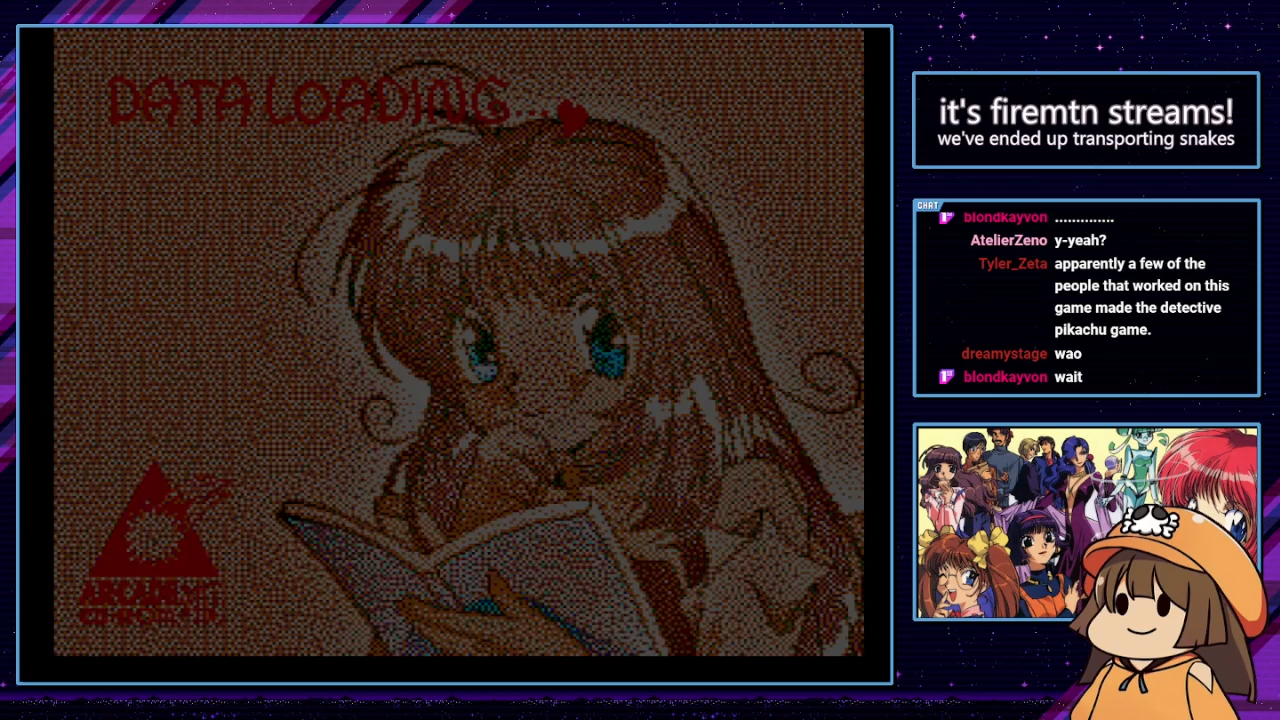 DATA LOADING...
it's firemtn streams!
we've ended up transporting snakes
CHAT
blondkayvon ..............
AtelierZeno y-yeah?
Tyler_Zeta apparently a few of the
people that worked on this
game made the detective
pikachu game.
dreamystage wao
blondkayvon wait
ARCADE